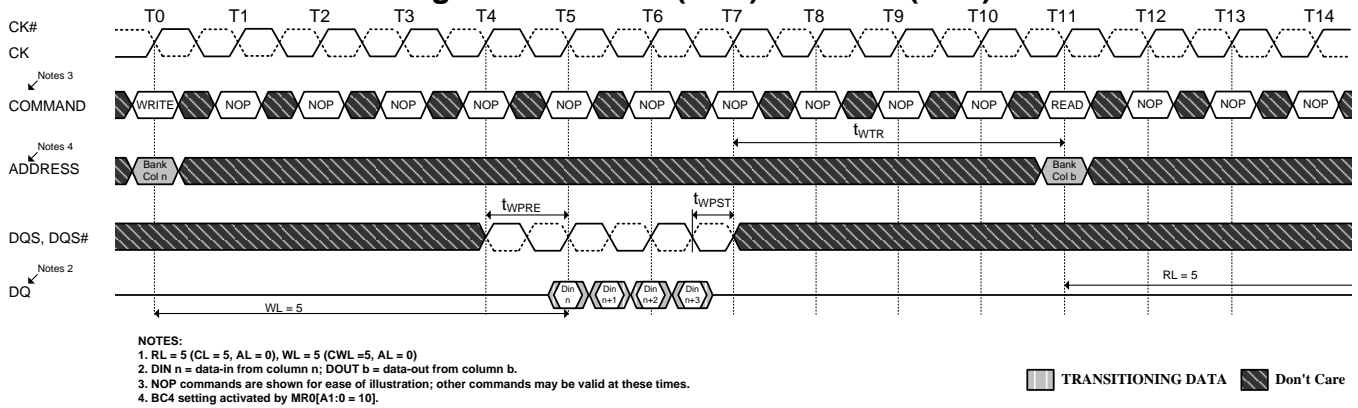 T0 T1 T2 T3 T4 T5 T6 T7 T8 T9 T10 T11 T12 T13 T14
CK#
CK
Notes 3
COMMAND WRITE NOP NOP NOP NOP NOP NOP NOP NOP NOP NOP READ NOP NOP NOP
tWTR
Notes 4
ADDRESS Bank Col n Bank Col b
tWPRE tWPST
DQS, DQS#
Notes 2
DQ Din n Din n+1 Din n+2 Din n+3
RL = 5
WL = 5
NOTES:
1. RL = 5 (CL = 5, AL = 0), WL = 5 (CWL =5, AL = 0)
2. DIN n = data-in from column n; DOUT b = data-out from column b.
3. NOP commands are shown for ease of illustration; other commands may be valid at these times.
4. BC4 setting activated by MR0[A1:0 = 10].
TRANSITIONING DATA Don't Care